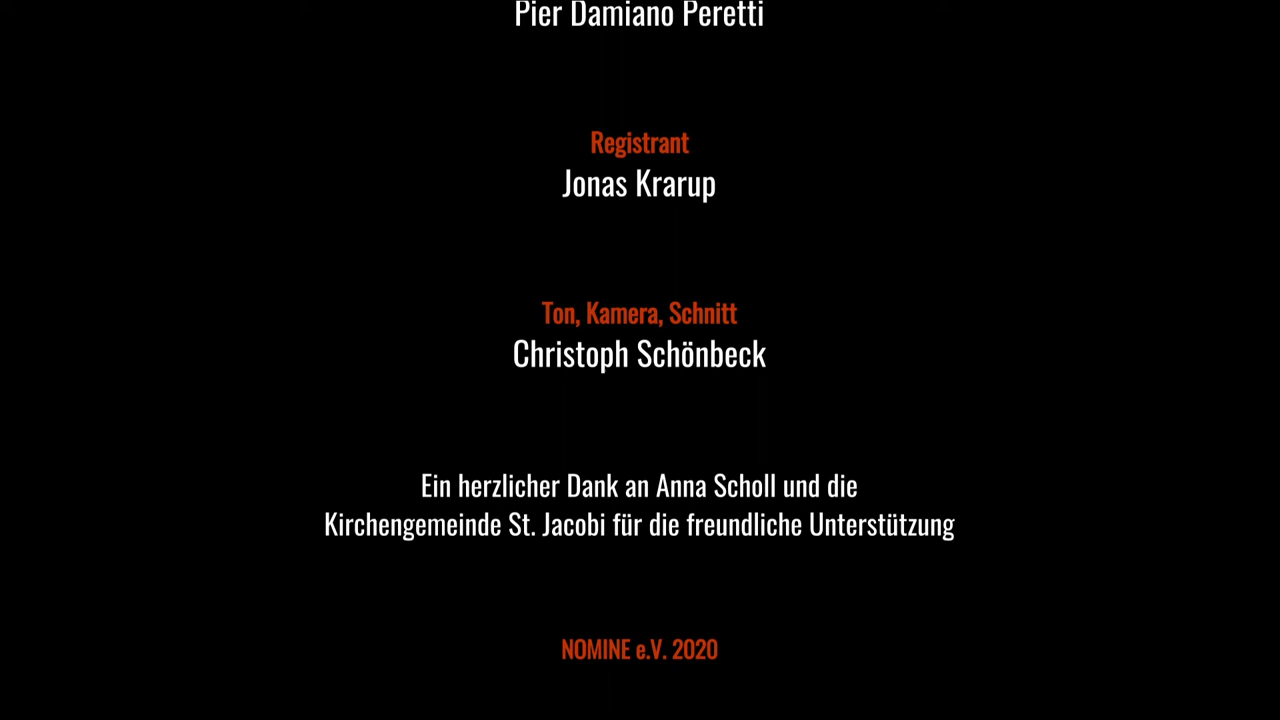 Pier Damiano Peretti
Registrant
Jonas Krarup
Ton, Kamera, Schnitt
Christoph Schönbeck
Ein herzlicher Dank an Anna Scholl und die
Kirchengemeinde St. Jacobi für die freundliche Unterstützung
NOMINE e.V. 2020